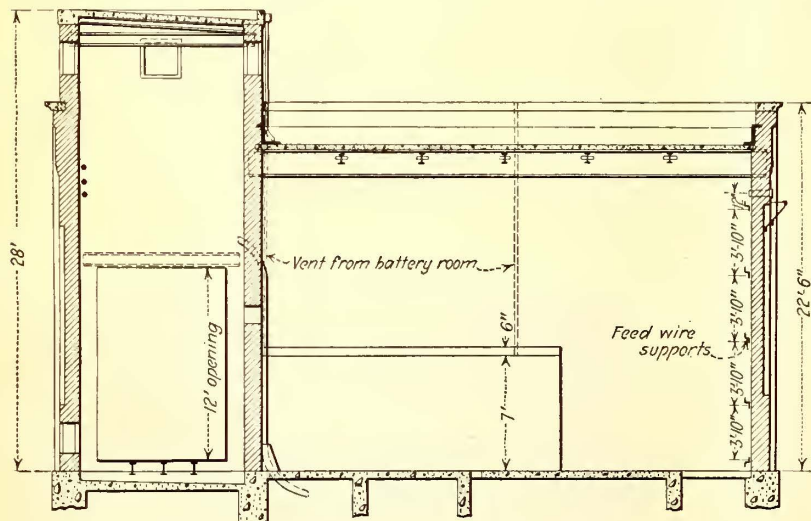 28'
12' opening
Vent from battery room
6"
7'
Feed wire
supports
12"
3'-10"
3'-10"
3'-10"
3'-10"
22'-6"